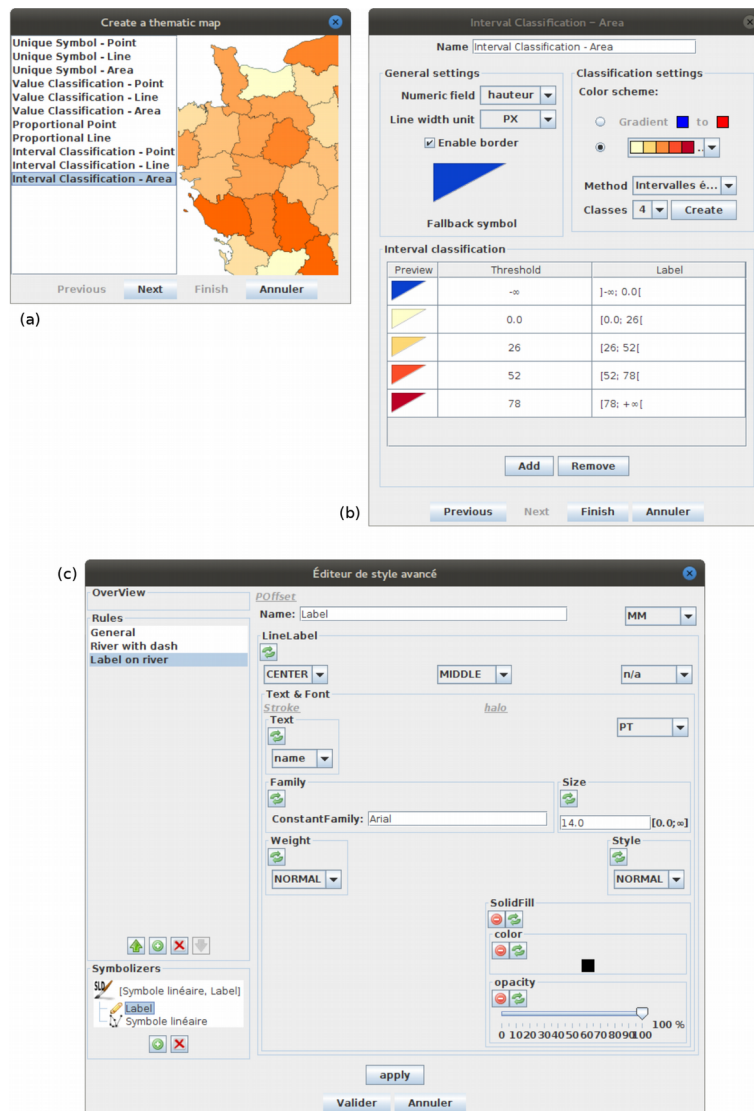 Create a thematic map
Unique Symbol - Point
Unique Symbol - Line
Unique Symbol - Area
Value Classification - Point
Value Classification - Line
Value Classification - Area
Proportional Point
Proportional Line
Interval Classification - Point
Interval Classification - Line
Interval Classification - Area
Previous Next Finish Annuler
(a)
Interval Classification – Area
Name Interval Classification - Area
General settings
Numeric field hauteur
Line width unit PX
Enable border
Fallback symbol
Classification settings
Color scheme:
Gradient to
..
Method Intervalles é...
Classes 4 Create
Interval classification
Preview Threshold Label
-∞ ]-∞; 0.0[
0.0 [0.0; 26[
26 [26; 52[
52 [52; 78[
78 [78; +∞[
Add Remove
Previous Next Finish Annuler
(b)
(c)
Éditeur de style avancé
OverView
Rules
General
River with dash
Label on river
Symbolizers
SLD
[Symbole linéaire, Label]
Label
Symbole linéaire
POffset
Name: Label MM
LineLabel
CENTER MIDDLE n/a
Text & Font
Stroke halo
Text
PT
name
Family Size
ConstantFamily: Arial 14.0 [0.0;∞]
Weight Style
NORMAL NORMAL
SolidFill
color
opacity
100 %
0 10 20 30 40 50 60 70 80 90 100
apply
Valider Annuler